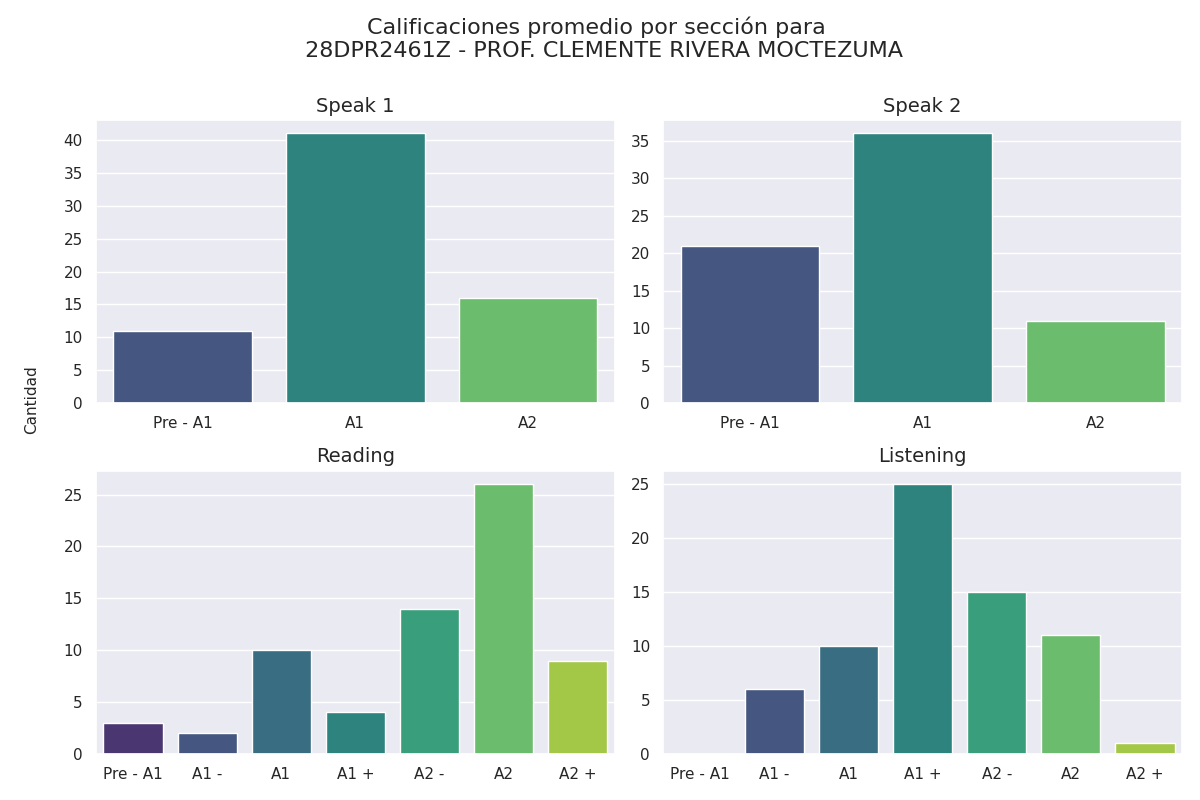 Calificaciones promedio por sección para
28DPR2461Z - PROF. CLEMENTE RIVERA MOCTEZUMA
Cantidad
Speak 1
40
35
30
25
20
15
10
5
0
Pre - A1 A1 A2
Speak 2
35
30
25
20
15
10
5
0
Pre - A1 A1 A2
Reading
25
20
15
10
5
0
Pre - A1 A1 - A1 A1 + A2 - A2 A2 +
Listening
25
20
15
10
5
0
Pre - A1 A1 - A1 A1 + A2 - A2 A2 +